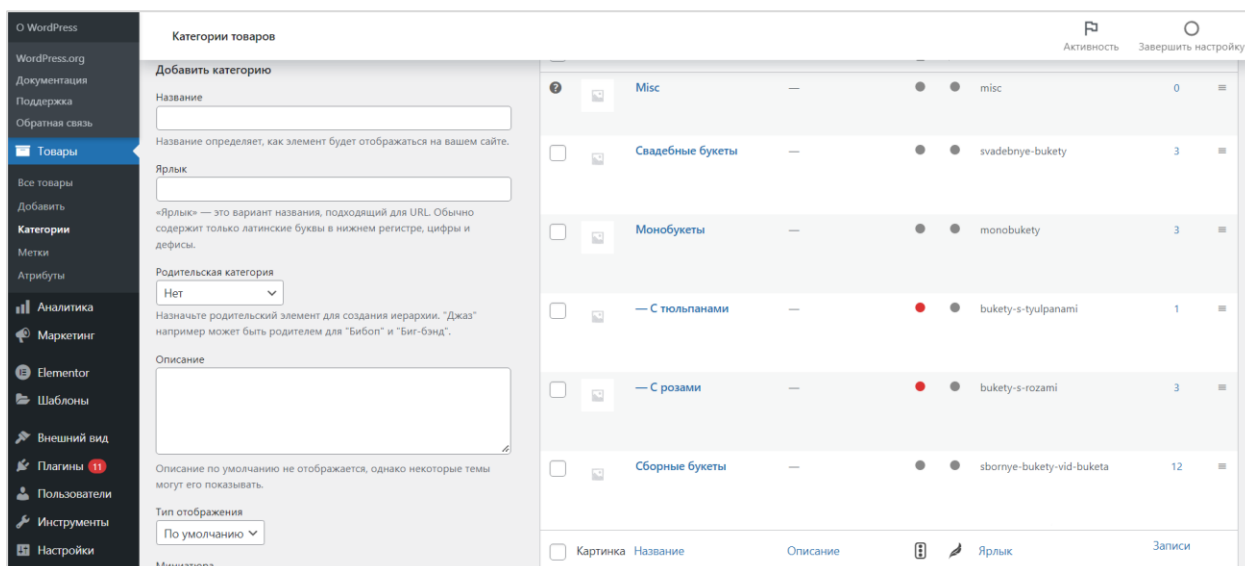 О WordPress
WordPress.org
Документация
Поддержка
Обратная связь
Товары
Все товары
Добавить
Категории
Метки
Атрибуты
Аналитика
Маркетинг
Elementor
Шаблоны
Внешний вид
Плагины 11
Пользователи
Инструменты
Настройки
Категории товаров
Активность
Завершить настройку
Добавить категорию
Название
Название определяет, как элемент будет отображаться на вашем сайте.
Ярлык
«Ярлык» — это вариант названия, подходящий для URL. Обычно
содержит только латинские буквы в нижнем регистре, цифры и
дефисы.
Родительская категория
Нет
Назначьте родительский элемент для создания иерархии. "Джаз"
например может быть родителем для "Бибоп" и "Биг-бэнд".
Описание
Описание по умолчанию не отображается, однако некоторые темы
могут его показывать.
Тип отображения
По умолчанию
Миниатюра
Misc — misc 0
Свадебные букеты — svadebnye-bukety 3
Монобукеты — monobukety 3
— С тюльпанами — bukety-s-tyulpanami 1
— С розами — bukety-s-rozami 3
Сборные букеты — sbornye-bukety-vid-buketa 12
Картинка Название Описание Ярлык Записи